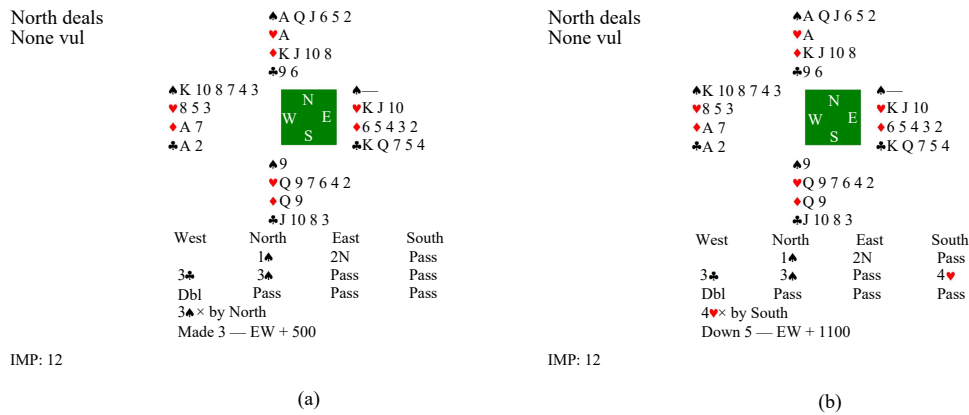 North deals
None vul
♠A Q J 6 5 2
♥A
♦K J 10 8
♣9 6
♠K 10 8 7 4 3
♥8 5 3
♦A 7
♣A 2
N
W E
S
♠—
♥K J 10
♦6 5 4 3 2
♣K Q 7 5 4
♠9
♥Q 9 7 6 4 2
♦Q 9
♣J 10 8 3
West North East South
1♠ 2N Pass
3♣ 3♠ Pass Pass
Dbl Pass Pass Pass
3♠× by North
Made 3 — EW + 500
IMP: 12
(a)
North deals
None vul
♠A Q J 6 5 2
♥A
♦K J 10 8
♣9 6
♠K 10 8 7 4 3
♥8 5 3
♦A 7
♣A 2
N
W E
S
♠—
♥K J 10
♦6 5 4 3 2
♣K Q 7 5 4
♠9
♥Q 9 7 6 4 2
♦Q 9
♣J 10 8 3
West North East South
1♠ 2N Pass
3♣ 3♠ Pass 4♥
Dbl Pass Pass Pass
4♥× by South
Down 5 — EW + 1100
IMP: 12
(b)